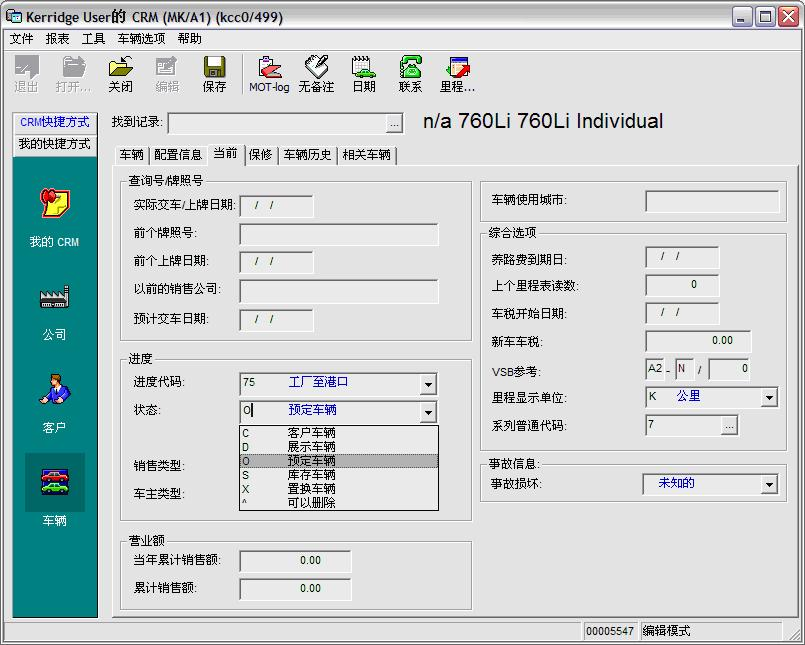 Kerridge User的 CRM (MK/A1) (kcc0/499)
文件 报表 工具 车辆选项 帮助
退出 打开... 关闭 编辑 保存 MOT-log 无备注 日期 联系 里程...
CRM快捷方式
我的快捷方式
我的 CRM
公司
客户
车辆
找到记录: ... n/a 760Li 760Li Individual
车辆 配置信息 当前 保修 车辆历史 相关车辆
查询号/牌照号
实际交车/上牌日期: / /
前个牌照号:
前个上牌日期: / /
以前的销售公司:
预计交车日期: / /
进度
进度代码: 75 工厂至港口
状态: O 预定车辆
C 客户车辆
D 展示车辆
O 预定车辆
S 库存车辆
X 置换车辆
^ 可以删除
销售类型:
车主类型:
营业额
当年累计销售额: 0.00
累计销售额: 0.00
车辆使用城市:
综合选项
养路费到期日: / /
上个里程表读数: 0
车税开始日期: / /
新车车税: 0.00
VSB参考: A2 - N / 0
里程显示单位: K 公里
系列普通代码: 7 ...
事故信息:
事故损坏: 未知的
00005547 编辑模式